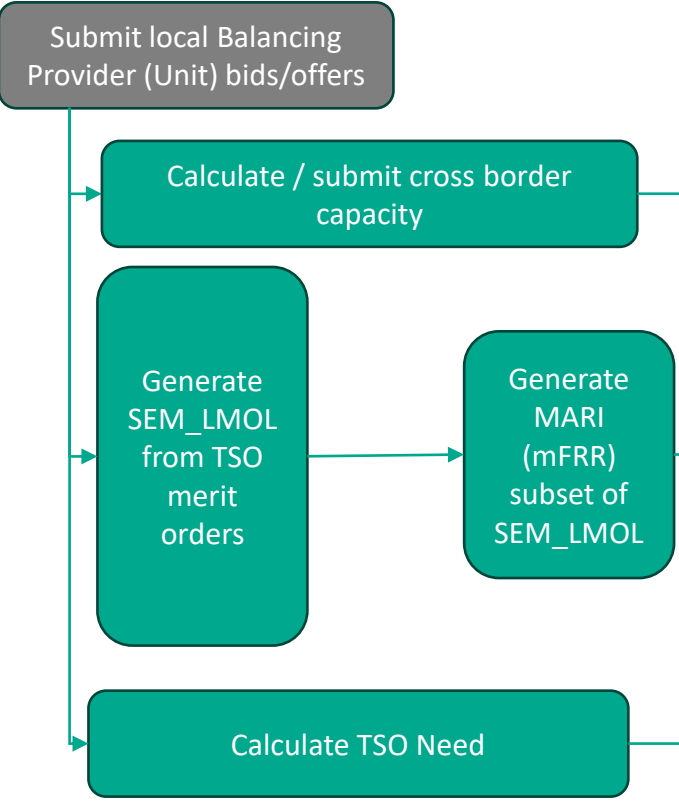 Submit local Balancing
Provider (Unit) bids/offers
Calculate / submit cross border
capacity
Generate
SEM_LMOL
from TSO
merit
orders
Generate
MARI
(mFRR)
subset of
SEM_LMOL
Calculate TSO Need